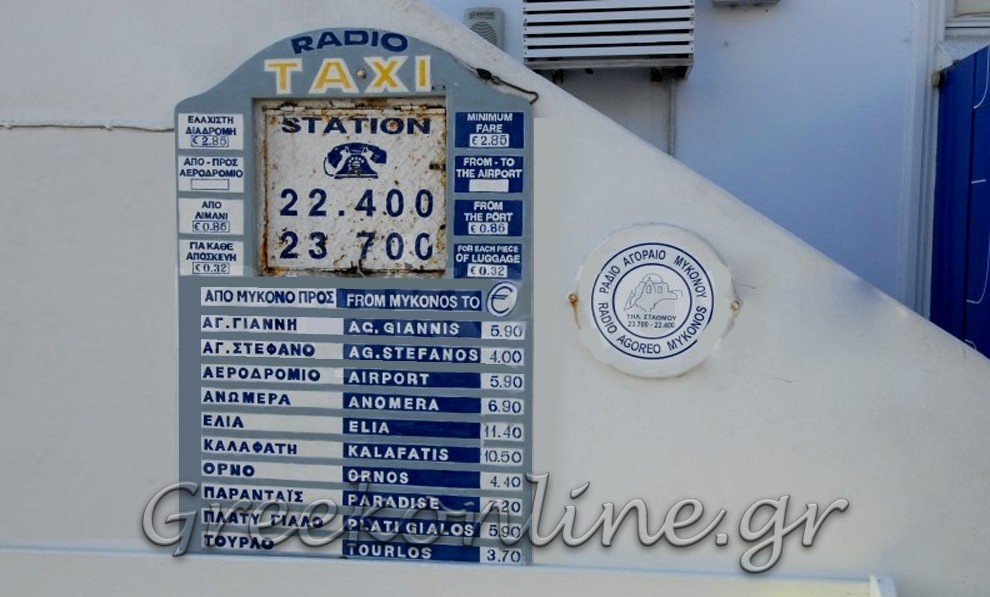 RADIO
TAXI
ΕΛΑΧΙΣΤΗ
ΔΙΑΔΡΟΜΗ
€ 2.85
ΑΠΟ - ΠΡΟΣ
ΑΕΡΟΔΡΟΜΙΟ
ΑΠΟ
ΛΙΜΑΝΙ
€ 0.86
ΓΙΑ ΚΑΘΕ
ΑΠΟΣΚΕΥΗ
€ 0.32
STATION
22.400
23 700
MINIMUM
FARE
€ 2.85
FROM - TO
THE AIRPORT
FROM
THE PORT
€ 0.86
FOR EACH PIECE
OF LUGGAGE
€ 0.32
ΑΠΟ ΜΥΚΟΝΟ ΠΡΟΣ FROM MYKONOS TO €
ΑΓ.ΓΙΑΝΝΗ AG. GIANNIS 5.90
ΑΓ.ΣΤΕΦΑΝΟ AG.STEFANOS 4.00
ΑΕΡΟΔΡΟΜΙΟ AIRPORT 5.90
ΑΝΩΜΕΡΑ ANOMERA 6.90
ΕΛΙΑ ELIA 11.40
ΚΑΛΑΦΑΤΗ KALAFATIS 10.50
ΟΡΝΟ ORNOS 4.40
ΠΑΡΑΝΤΑΪΣ PARADISE
ΠΛΑΤΥ ΓΙΑΛΟ PLATI GIALOS 5.90
ΤΟΥΡΛΟ TOURLOS 3.70
ΡΑΔΙΟ ΑΓΟΡΑΙΟ ΜΥΚΟΝΟΥ
ΤΗΛ. ΣΤΑΘΜΟΥ
23.700 - 22.400
RADIO AGOREO MYKONOS
Greekonline.gr